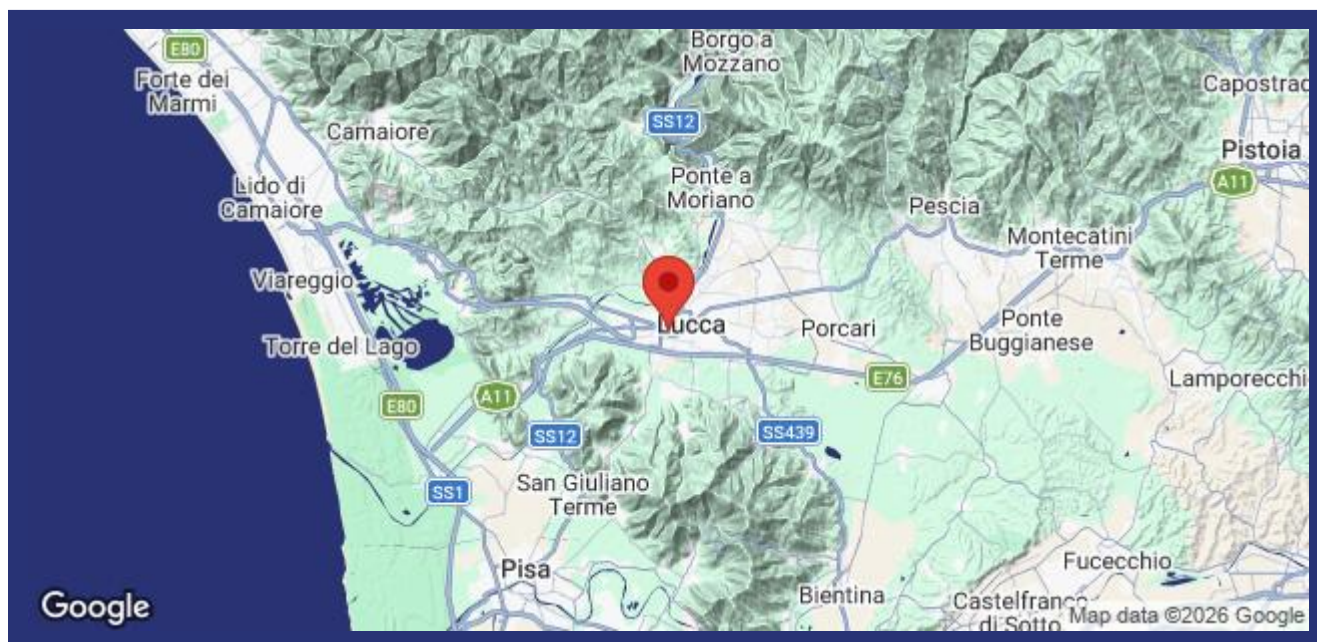 E80
Borgo a
Mozzano
Forte dei
Marmi
Capostrad
SS12
Camaiore
Pistoia
A11
Ponte a
Moriano
Lido di
Camaiore
Pescia
Montecatini
Terme
Viareggio
Lucca
Porcari
Ponte
Buggianese
Torre del Lago
E76
Lamporecchi
A11
E80
SS12
SS439
SS1
San Giuliano
Terme
Pisa
Fucecchio
Bientina
Castelfranco
di Sotto
Google
Map data ©2026 Google